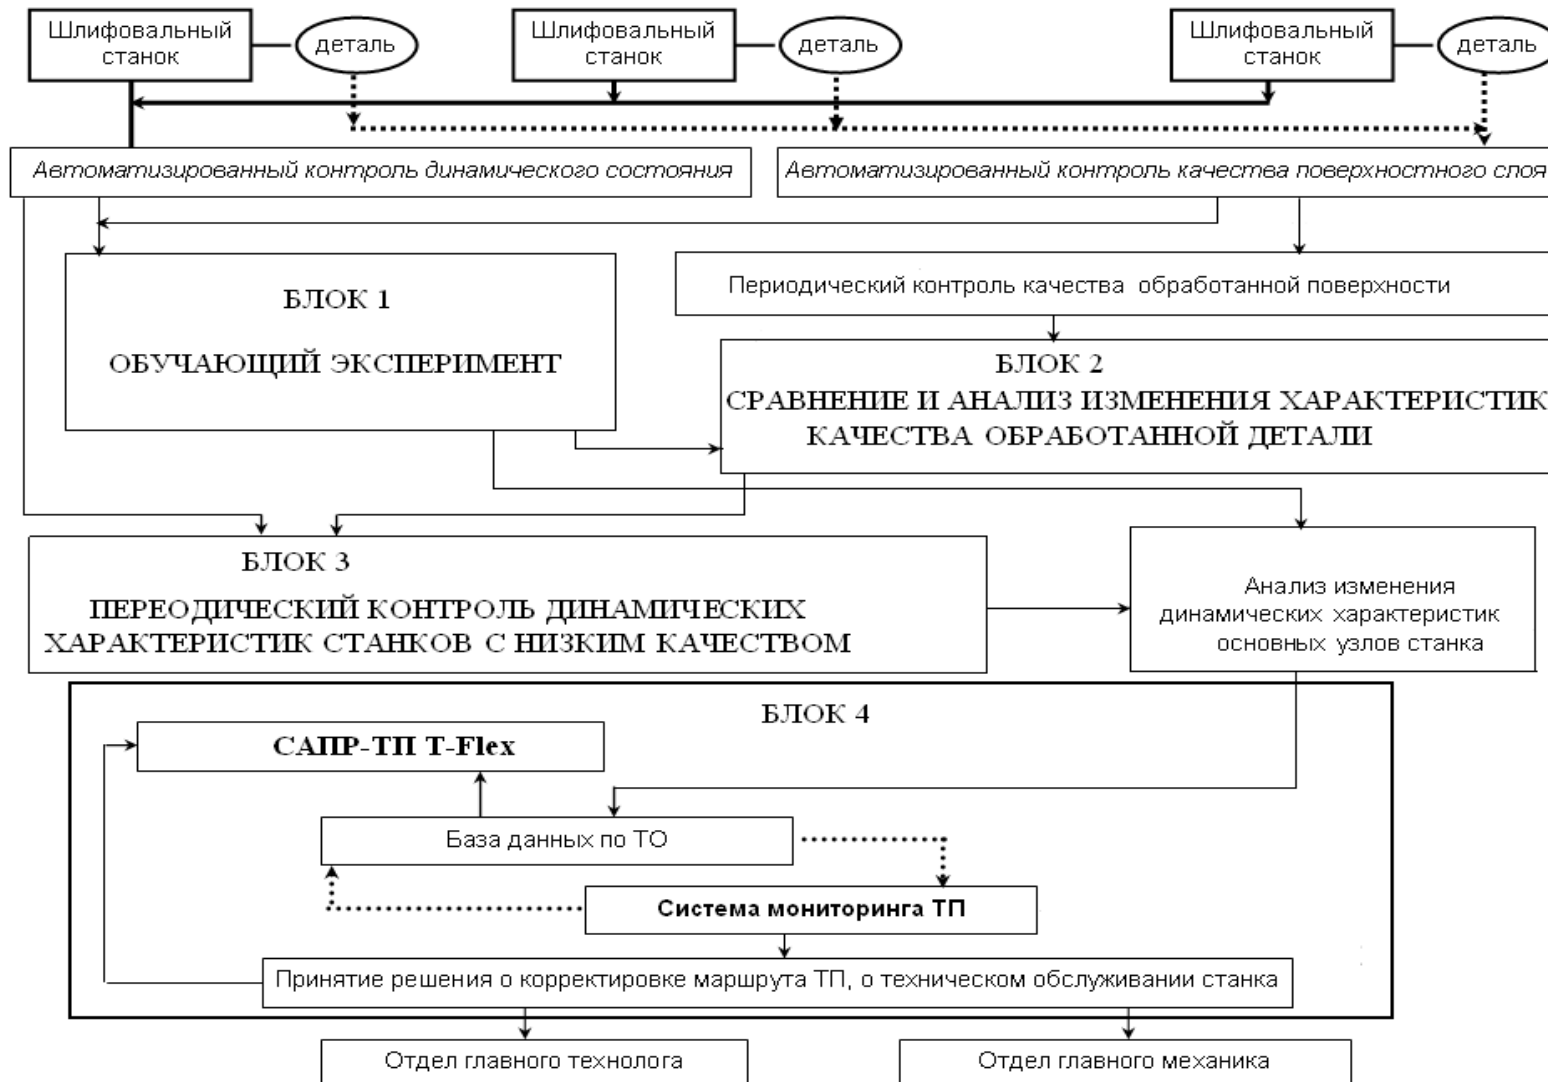 Шлифовальный
станок
деталь
Шлифовальный
станок
деталь
Шлифовальный
станок
деталь
Автоматизированный контроль динамического состояния
Автоматизированный контроль качества поверхностного слоя
БЛОК 1
ОБУЧАЮЩИЙ ЭКСПЕРИМЕНТ
Периодический контроль качества обработанной поверхности
БЛОК 2
СРАВНЕНИЕ И АНАЛИЗ ИЗМЕНЕНИЯ ХАРАКТЕРИСТИК
КАЧЕСТВА ОБРАБОТАННОЙ ДЕТАЛИ
БЛОК 3
ПЕРЕОДИЧЕСКИЙ КОНТРОЛЬ ДИНАМИЧЕСКИХ
ХАРАКТЕРИСТИК СТАНКОВ С НИЗКИМ КАЧЕСТВОМ
Анализ изменения
динамических характеристик
основных узлов станка
БЛОК 4
САПР-ТП T-Flex
База данных по ТО
Система мониторинга ТП
Принятие решения о корректировке маршрута ТП, о техническом обслуживании станка
Отдел главного технолога
Отдел главного механика